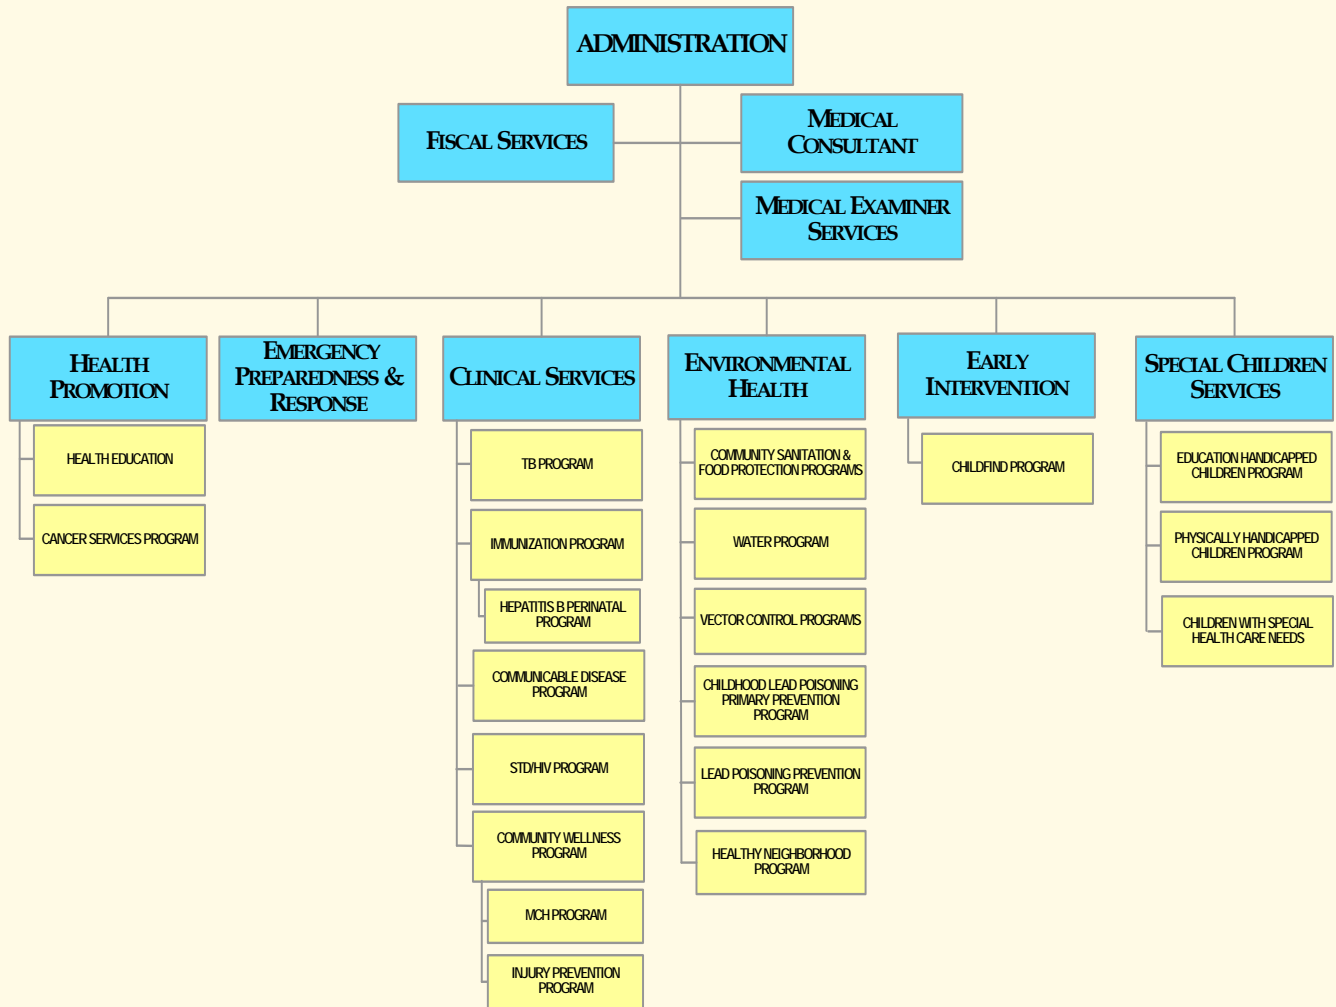 ADMINISTRATION
FISCAL SERVICES
MEDICAL
CONSULTANT
MEDICAL EXAMINER
SERVICES
HEALTH
PROMOTION
EMERGENCY
PREPAREDNESS &
RESPONSE
CLINICAL SERVICES
ENVIRONMENTAL
HEALTH
EARLY
INTERVENTION
SPECIAL CHILDREN
SERVICES
HEALTH EDUCATION
CANCER SERVICES PROGRAM
TB PROGRAM
IMMUNIZATION PROGRAM
HEPATITIS B PERINATAL
PROGRAM
COMMUNICABLE DISEASE
PROGRAM
STD/HIV PROGRAM
COMMUNITY WELLNESS
PROGRAM
MCH PROGRAM
INJURY PREVENTION
PROGRAM
COMMUNITY SANITATION &
FOOD PROTECTION PROGRAMS
WATER PROGRAM
VECTOR CONTROL PROGRAMS
CHILDHOOD LEAD POISONING
PRIMARY PREVENTION
PROGRAM
LEAD POISONING PREVENTION
PROGRAM
HEALTHY NEIGHBORHOOD
PROGRAM
CHILDFIND PROGRAM
EDUCATION HANDICAPPED
CHILDREN PROGRAM
PHYSICALLY HANDICAPPED
CHILDREN PROGRAM
CHILDREN WITH SPECIAL
HEALTH CARE NEEDS